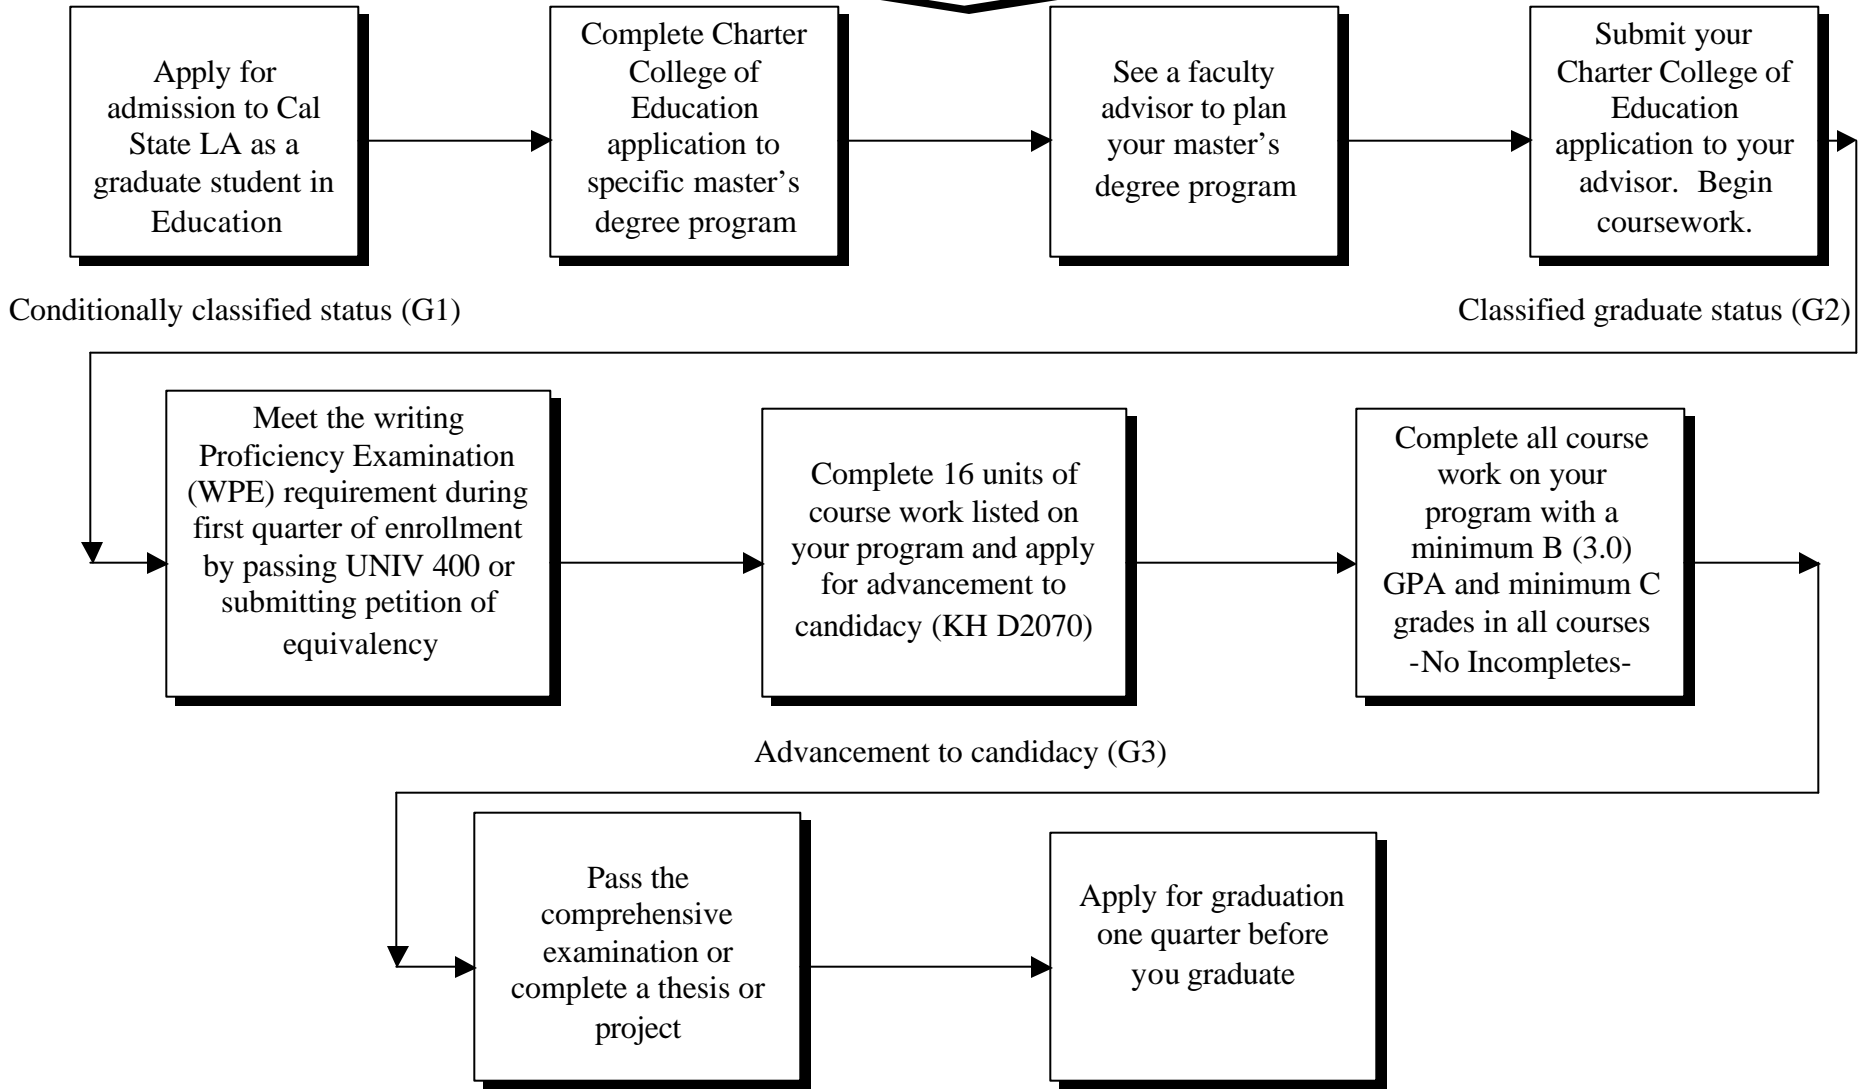 Apply for
admission to Cal
State LA as a
graduate student in
Education
Complete Charter
College of
Education
application to
specific master's
degree program
See a faculty
advisor to plan
your master's
degree program
Submit your
Charter College of
Education
application to your
advisor.  Begin
coursework.
Conditionally classified status (G1)
Classified graduate status (G2)
Meet the writing
Proficiency Examination
(WPE) requirement during
first quarter of enrollment
by passing UNIV 400 or
submitting petition of
equivalency
Complete 16 units of
course work listed on
your program and apply
for advancement to
candidacy (KH D2070)
Complete all course
work on your
program with a
minimum B (3.0)
GPA and minimum C
grades in all courses
-No Incompletes-
Advancement to candidacy (G3)
Pass the
comprehensive
examination or
complete a thesis or
project
Apply for graduation
one quarter before
you graduate